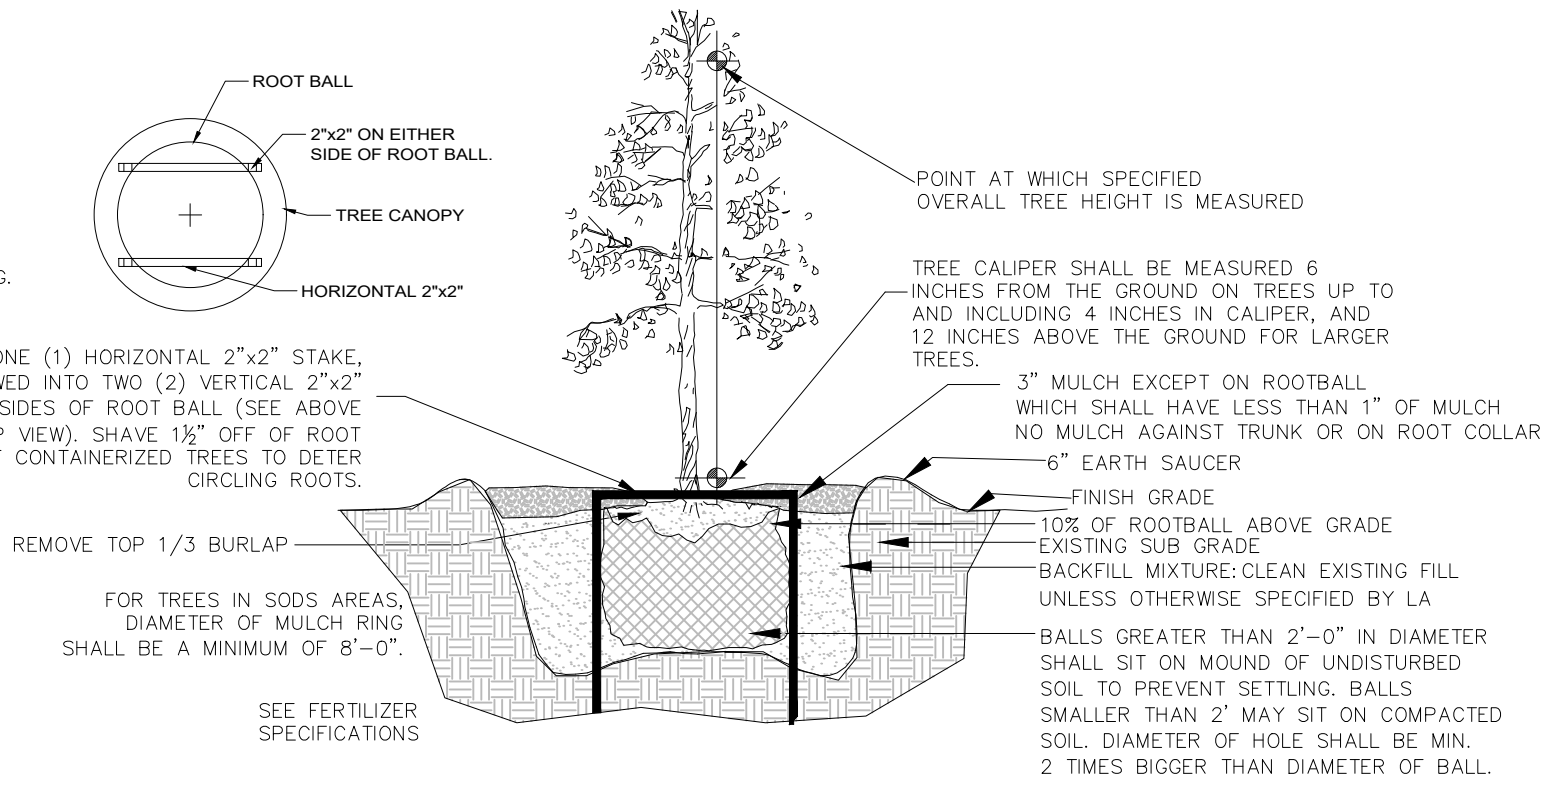 ROOT BALL
2"x2" ON EITHER
SIDE OF ROOT BALL.
TREE CANOPY
HORIZONTAL 2"x2"
G.
ONE (1) HORIZONTAL 2"x2" STAKE,
INTO TWO (2) VERTICAL 2"x2"
SIDES OF ROOT BALL (SEE ABOVE
VIEW). SHAVE 1½" OFF OF ROOT
CONTAINERIZED TREES TO DETER
CIRCLING ROOTS.
REMOVE TOP 1/3 BURLAP
FOR TREES IN SODS AREAS,
DIAMETER OF MULCH RING
SHALL BE A MINIMUM OF 8'-0".
SEE FERTILIZER
SPECIFICATIONS
POINT AT WHICH SPECIFIED
OVERALL TREE HEIGHT IS MEASURED
TREE CALIPER SHALL BE MEASURED 6
INCHES FROM THE GROUND ON TREES UP TO
AND INCLUDING 4 INCHES IN CALIPER, AND
12 INCHES ABOVE THE GROUND FOR LARGER
TREES.
3" MULCH EXCEPT ON ROOTBALL
WHICH SHALL HAVE LESS THAN 1" OF MULCH
NO MULCH AGAINST TRUNK OR ON ROOT COLLAR
6" EARTH SAUCER
FINISH GRADE
10% OF ROOTBALL ABOVE GRADE
EXISTING SUB GRADE
BACKFILL MIXTURE: CLEAN EXISTING FILL
UNLESS OTHERWISE SPECIFIED BY LA
BALLS GREATER THAN 2'-0" IN DIAMETER
SHALL SIT ON MOUND OF UNDISTURBED
SOIL TO PREVENT SETTLING. BALLS
SMALLER THAN 2' MAY SIT ON COMPACTED
SOIL. DIAMETER OF HOLE SHALL BE MIN.
2 TIMES BIGGER THAN DIAMETER OF BALL.